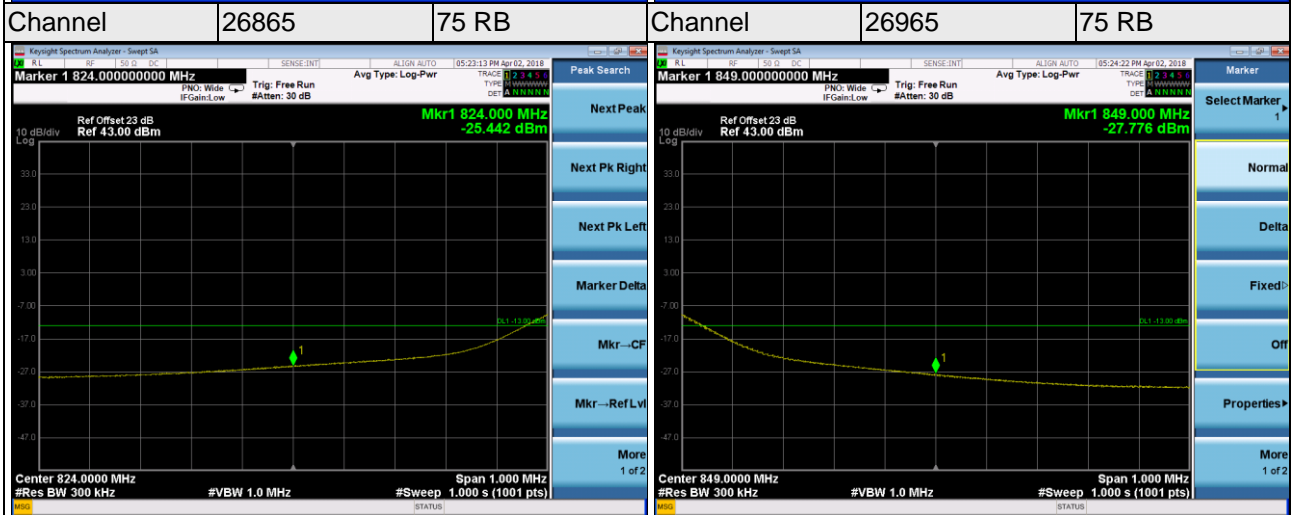 Channel 26865 75 RB Channel 26965 75 RB
Keysight Spectrum Analyzer - Swept SA
RL RF 50 Ω DC SENSE:INT ALIGN AUTO 05:23:13 PM Apr 02, 2018
Marker 1 824.000000000 MHz
PNO: Wide
IFGain:Low
Trig: Free Run
#Atten: 30 dB
Avg Type: Log-Pwr
TRACE 1 2 3 4 5 6
TYPE M WWWWW
DET A N N N N N
Peak Search
Ref Offset 23 dB
10 dB/div Ref 43.00 dBm
Log
Mkr1 824.000 MHz
-25.442 dBm
33.0
23.0
13.0
3.00
-7.00
-17.0
-27.0
-37.0
-47.0
DL1 -13.00 dBm
1
Center 824.0000 MHz Span 1.000 MHz
#Res BW 300 kHz #VBW 1.0 MHz #Sweep 1.000 s (1001 pts)
MSG STATUS
Next Peak
Next Pk Right
Next Pk Left
Marker Delta
Mkr→CF
Mkr→Ref Lvl
More
1 of 2
Keysight Spectrum Analyzer - Swept SA
RL RF 50 Ω DC SENSE:INT ALIGN AUTO 05:24:22 PM Apr 02, 2018
Marker 1 849.000000000 MHz
PNO: Wide
IFGain:Low
Trig: Free Run
#Atten: 30 dB
Avg Type: Log-Pwr
TRACE 1 2 3 4 5 6
TYPE M WWWWW
DET A N N N N N
Marker
Ref Offset 23 dB
10 dB/div Ref 43.00 dBm
Log
Mkr1 849.000 MHz
-27.776 dBm
33.0
23.0
13.0
3.00
-7.00
-17.0
-27.0
-37.0
-47.0
DL1 -13.00 dBm
1
Center 849.0000 MHz Span 1.000 MHz
#Res BW 300 kHz #VBW 1.0 MHz #Sweep 1.000 s (1001 pts)
MSG STATUS
Select Marker
1
Normal
Delta
Fixed
Off
Properties
More
1 of 2